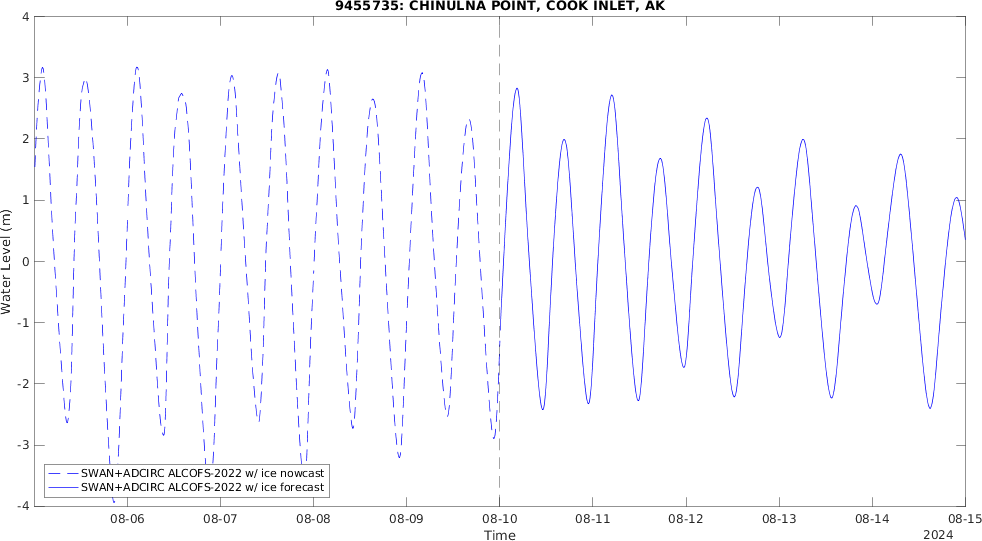 9455735: CHINULNA POINT, COOK INLET, AK
4
3
2
1
0
-1
-2
-3
-4
Water Level (m)
SWAN+ADCIRC ALCOFS-2022 w/ ice nowcast
SWAN+ADCIRC ALCOFS-2022 w/ ice forecast
08-06 08-07 08-08 08-09 08-10 08-11 08-12 08-13 08-14 08-15
Time
2024